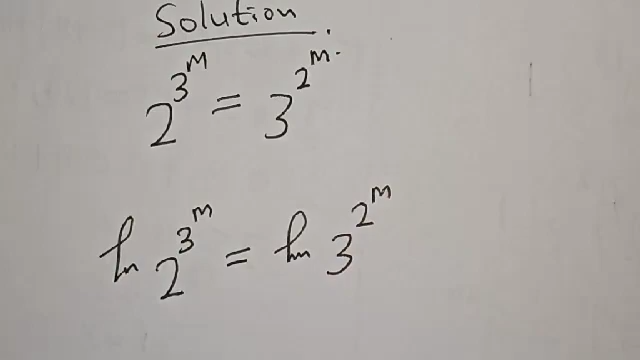 Solution.
2^{3^M} = 3^{2^M}.
ln 2^{3^M} = ln 3^{2^M}